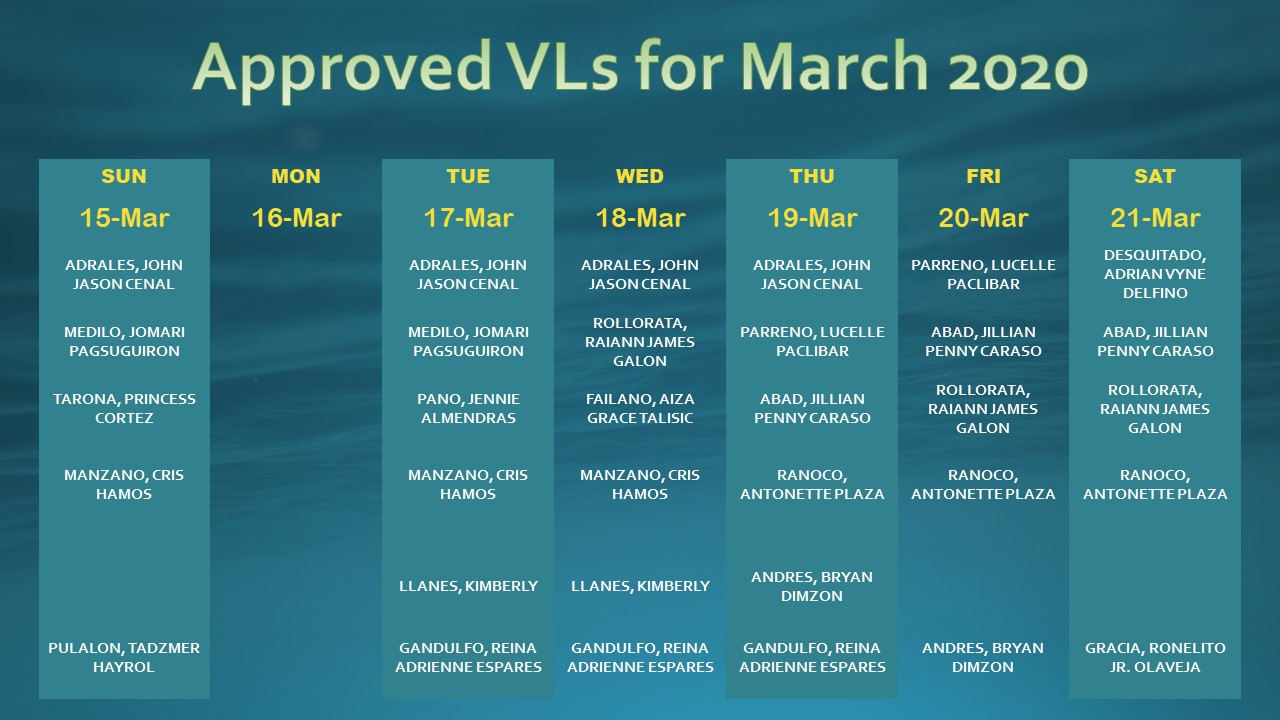 Approved VLs for March 2020
SUN
15-Mar
ADRALES, JOHN
JASON CENAL
MEDILO, JOMARI
PAGSUGUIRON
TARONA, PRINCESS
CORTEZ
MANZANO, CRIS
HAMOS
PULALON, TADZMER
HAYROL
MON
16-Mar
TUE
17-Mar
ADRALES, JOHN
JASON CENAL
MEDILO, JOMARI
PAGSUGUIRON
PANO, JENNIE
ALMENDRAS
MANZANO, CRIS
HAMOS
LLANES, KIMBERLY
GANDULFO, REINA
ADRIENNE ESPARES
WED
18-Mar
ADRALES, JOHN
JASON CENAL
ROLLORATA,
RAIANN JAMES
GALON
FAILANO, AIZA
GRACE TALISIC
MANZANO, CRIS
HAMOS
LLANES, KIMBERLY
GANDULFO, REINA
ADRIENNE ESPARES
THU
19-Mar
ADRALES, JOHN
JASON CENAL
PARRENO, LUCELLE
PACLIBAR
ABAD, JILLIAN
PENNY CARASO
RANOCO,
ANTONETTE PLAZA
ANDRES, BRYAN
DIMZON
GANDULFO, REINA
ADRIENNE ESPARES
FRI
20-Mar
PARRENO, LUCELLE
PACLIBAR
ABAD, JILLIAN
PENNY CARASO
ROLLORATA,
RAIANN JAMES
GALON
RANOCO,
ANTONETTE PLAZA
ANDRES, BRYAN
DIMZON
SAT
21-Mar
DESQUITADO,
ADRIAN VYNE
DELFINO
ABAD, JILLIAN
PENNY CARASO
ROLLORATA,
RAIANN JAMES
GALON
RANOCO,
ANTONETTE PLAZA
GRACIA, RONELITO
JR. OLAVEJA